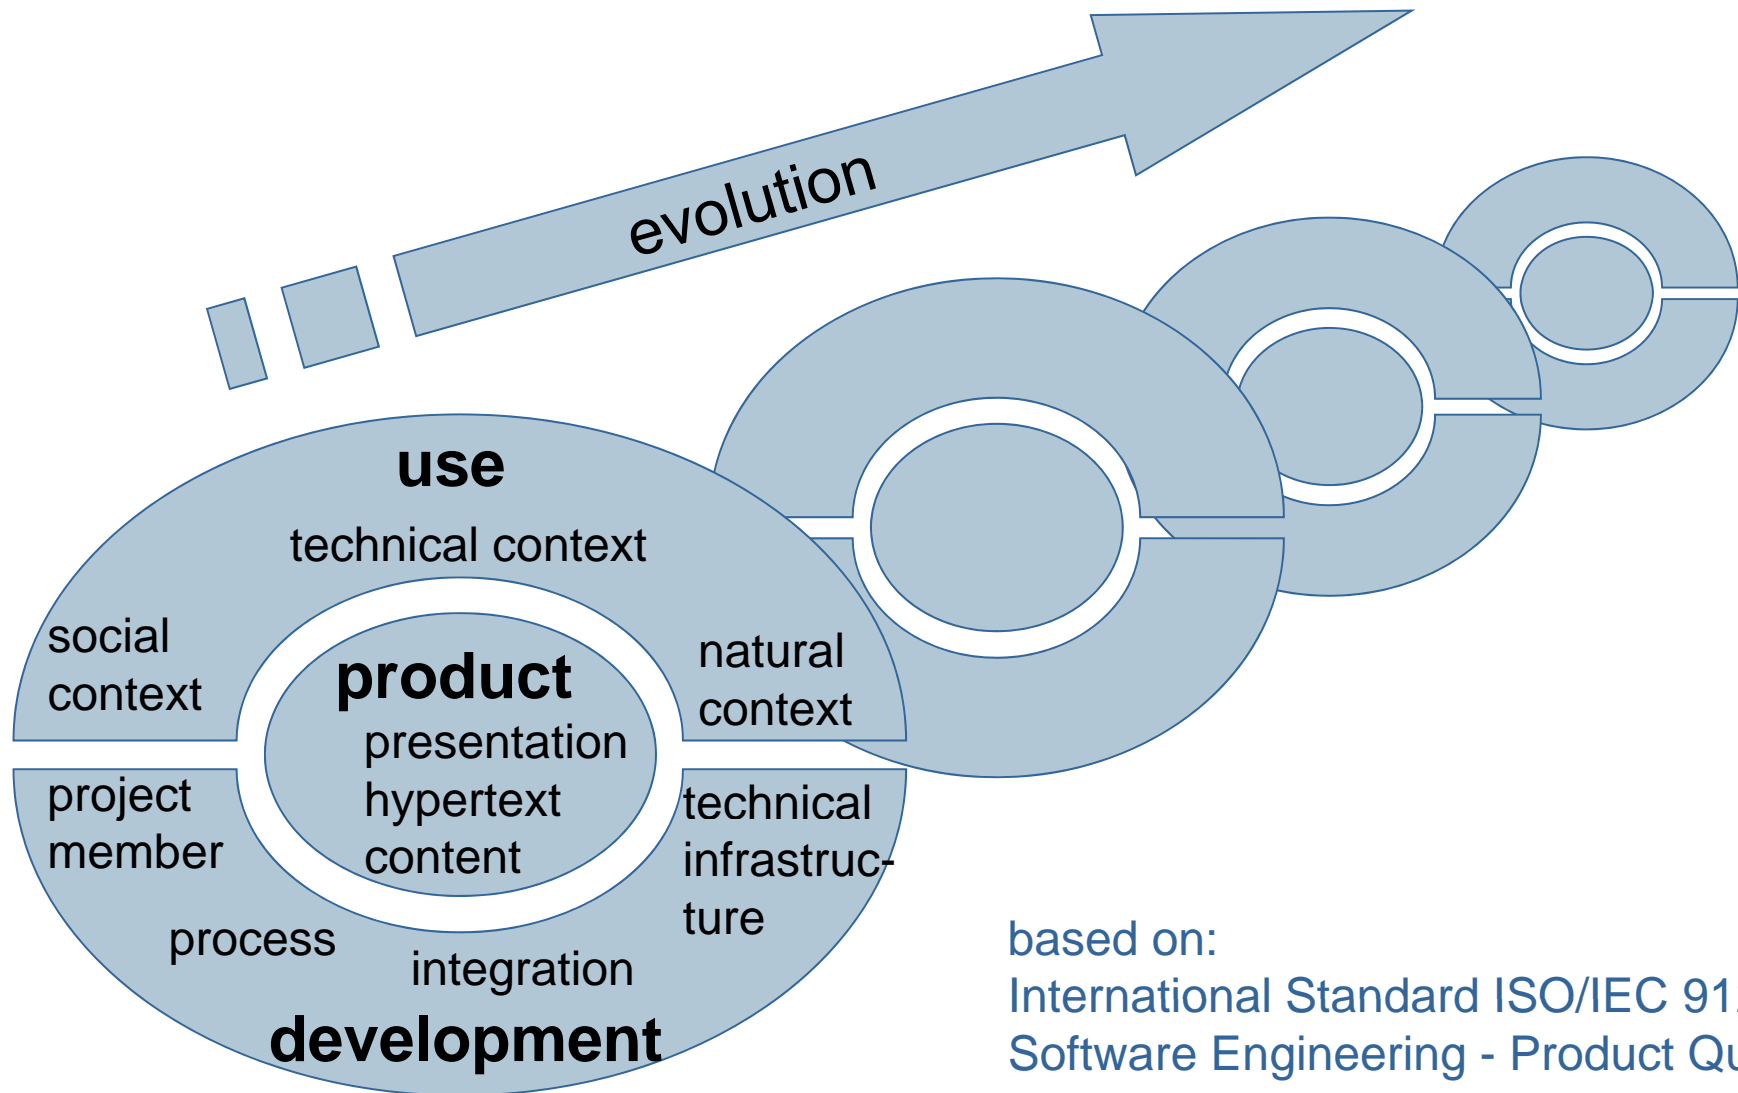 evolution
use
technical context
social
context
natural
context
product
presentation
hypertext
content
project
member
technical
infrastruc-
ture
process
integration
development
based on:
International Standard ISO/IEC 91
Software Engineering - Product Qu